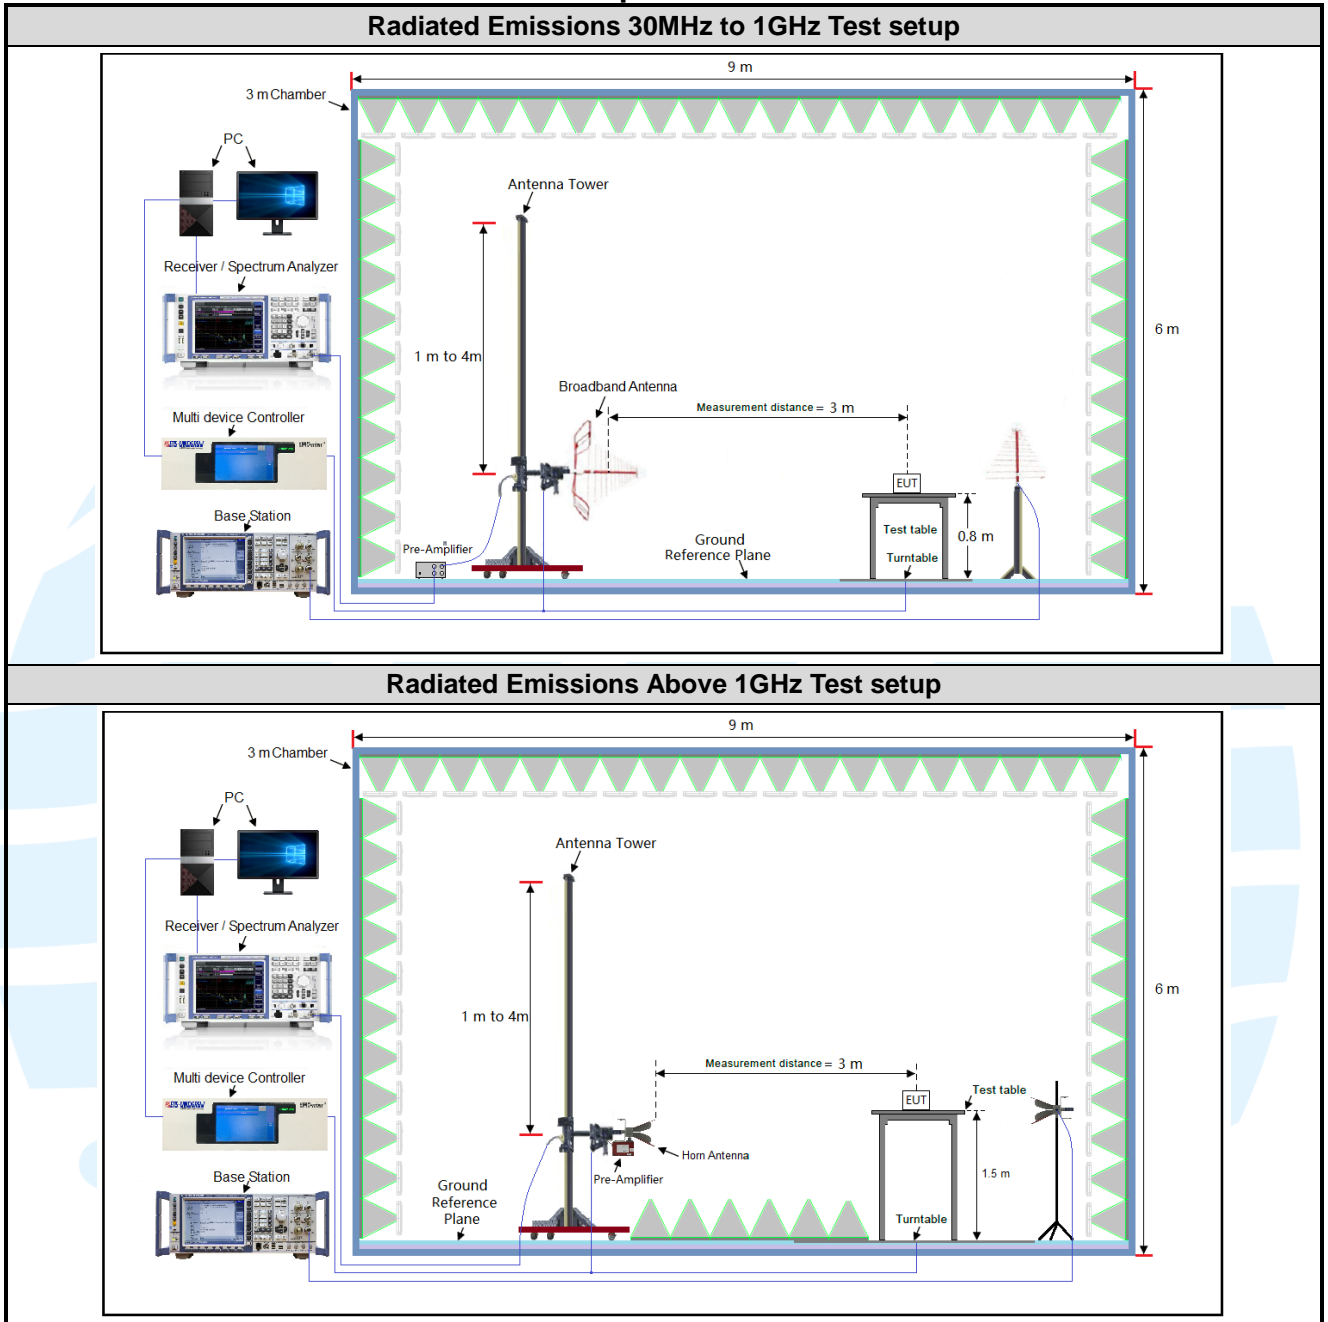 Radiated Emissions 30MHz to 1GHz Test setup
9 m
3 m Chamber
PC
Antenna Tower
Receiver / Spectrum Analyzer
6 m
1 m to 4m
Broadband Antenna
Measurement distance = 3 m
Multi device Controller
EUT
Base Station
Test table
0.8 m
Ground
Reference Plane
Pre-Amplifier
Turntable
Radiated Emissions Above 1GHz Test setup
9 m
3 m Chamber
PC
Antenna Tower
Receiver / Spectrum Analyzer
6 m
1 m to 4m
Measurement distance = 3 m
Multi device Controller
Test table
EUT
Horn Antenna
Pre-Amplifier
1.5 m
Base Station
Ground
Reference
Plane
Turntable